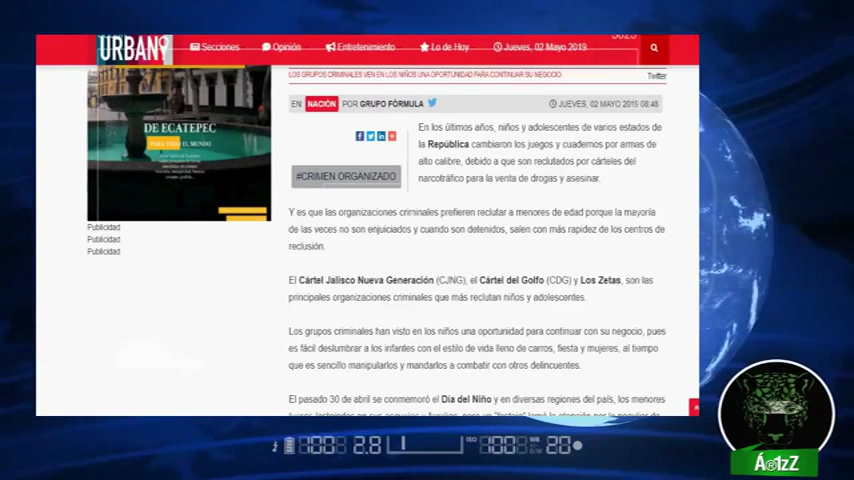 URBANO
Secciones
Opinión
Entretenimiento
Lo de Hoy
Jueves, 02 Mayo 2019
LOS GRUPOS CRIMINALES VEN EN LOS NIÑOS UNA OPORTUNIDAD PARA CONTINUAR SU NEGOCIO.
Twitter
EN: NACIÓN POR GRUPO FÓRMULA
JUEVES, 02 MAYO 2019 08:48
DE ECATEPEC
PARA TODO EL MUNDO
Publicidad
Publicidad
Publicidad
#CRIMEN ORGANIZADO
En los últimos años, niños y adolescentes de varios estados de
la República cambiaron los juegos y cuadernos por armas de
alto calibre, debido a que son reclutados por cárteles del
narcotráfico para la venta de drogas y asesinar.
Y es que las organizaciones criminales prefieren reclutar a menores de edad porque la mayoría
de las veces no son enjuiciados y cuando son detenidos, salen con más rapidez de los centros de
reclusión.
El Cártel Jalisco Nueva Generación (CJNG), el Cártel del Golfo (CDG) y Los Zetas, son las
principales organizaciones criminales que más reclutan niños y adolescentes.
Los grupos criminales han visto en los niños una oportunidad para continuar con su negocio, pues
es fácil deslumbrar a los infantes con el estilo de vida lleno de carros, fiesta y mujeres, al tiempo
que es sencillo manipularlos y mandarlos a combatir con otros delincuentes.
El pasado 30 de abril se conmemoró el Día del Niño y en diversas regiones del país, los menores
100 2.8 ISO 100 20
Á®1zZ